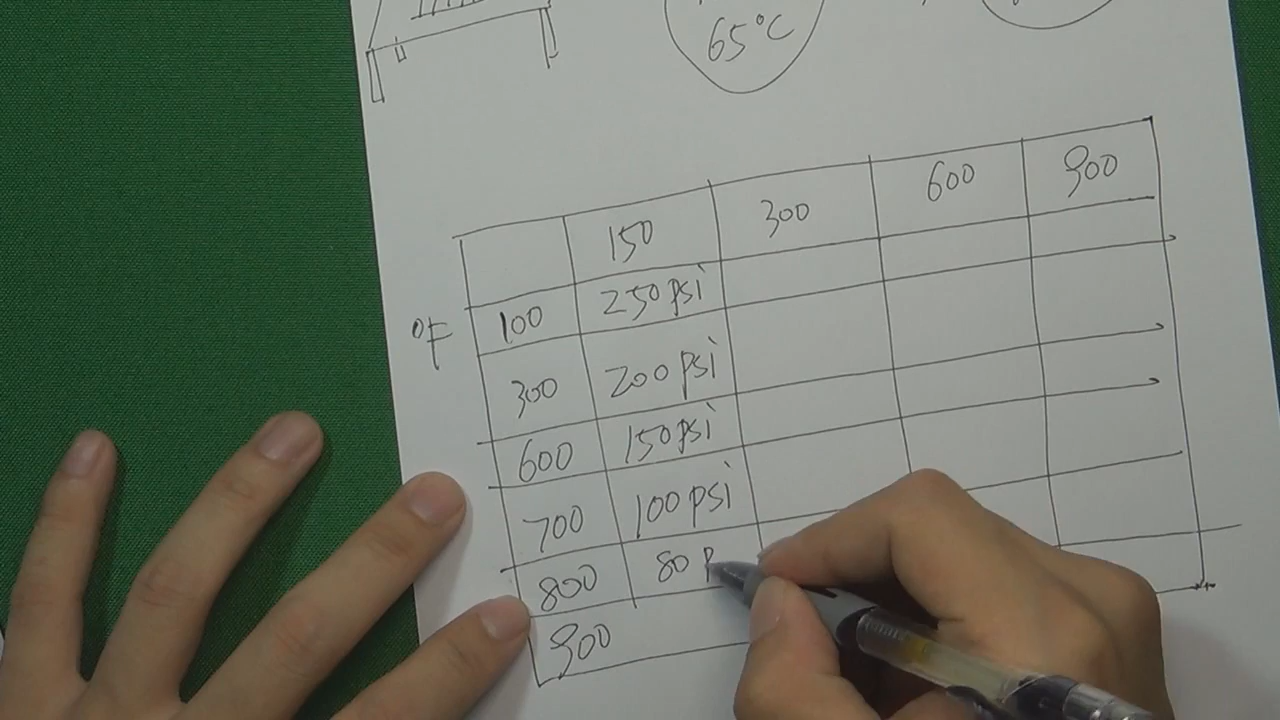 65°C
150 300 600 900
°F 100 250 psi
300 200 psi
600 150 psi
700 100 psi
800 80 p
900